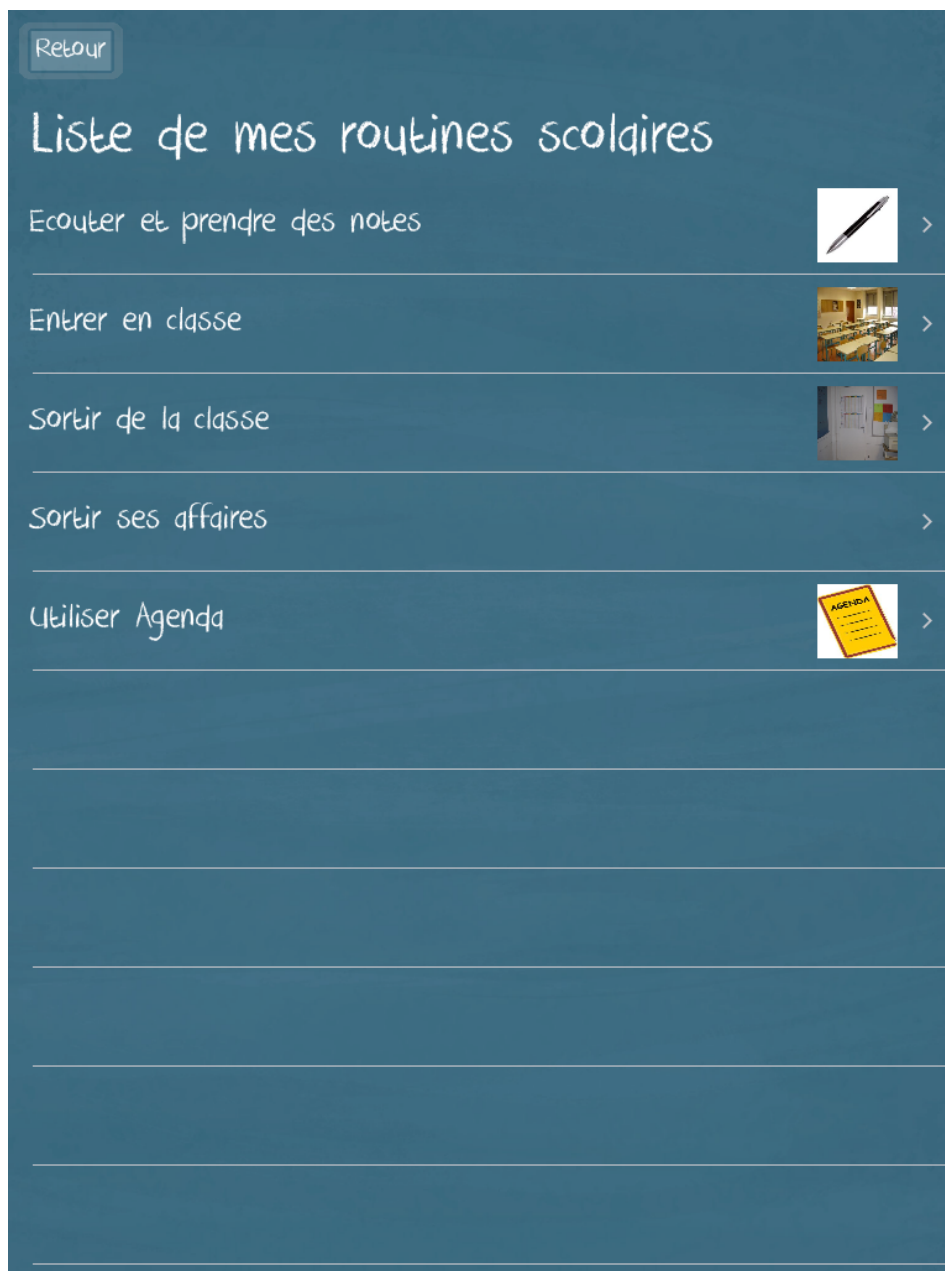 Retour
Liste de mes routines scolaires
Ecouter et prendre des notes
Entrer en classe
Sortir de la classe
Sortir ses affaires
Utiliser Agenda
AGENDA